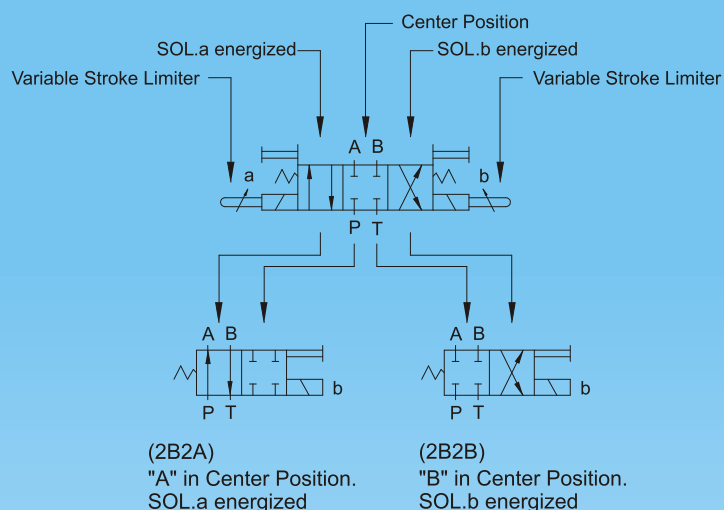 Center Position
SOL.a energized
SOL.b energized
Variable Stroke Limiter
Variable Stroke Limiter
A B
a
b
P T
A B
A B
b
b
P T
P T
(2B2A)
"A" in Center Position.
SOL.a energized
(2B2B)
"B" in Center Position.
SOL.b energized